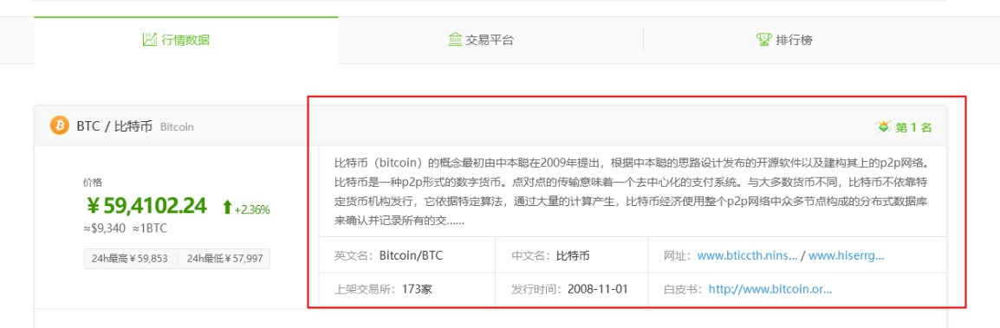 行情数据
交易平台
排行榜
BTC / 比特币 Bitcoin
第 1 名
价格
￥59,4102.24 +2.36%
≈$9,340 ≈1BTC
24h最高￥59,853 24h最低￥57,997
比特币（bitcoin）的概念最初由中本聪在2009年提出，根据中本聪的思路设计发布的开源软件以及建构其上的p2p网络。
比特币是一种p2p形式的数字货币。点对点的传输意味着一个去中心化的支付系统。与大多数货币不同，比特币不依靠特
定货币机构发行，它依据特定算法，通过大量的计算产生，比特币经济使用整个p2p网络中众多节点构成的分布式数据库
来确认并记录所有的交......
英文名：Bitcoin/BTC
中文名：比特币
网址：www.bticcth.nins... / www.hiserrg...
上架交易所：173家
发行时间：2008-11-01
白皮书：http://www.bitcoin.or...